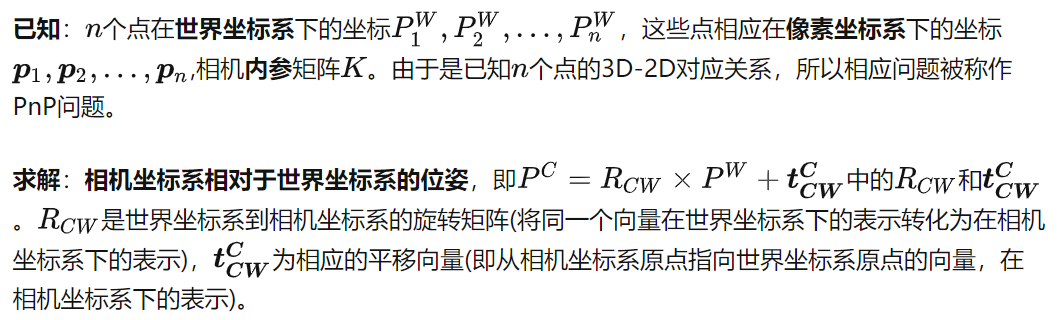 已知：$n$个点在世界坐标系下的坐标$P_1^W, P_2^W, \ldots, P_n^W$，这些点相应在像素坐标系下的坐标
$\boldsymbol{p}_1, \boldsymbol{p}_2, \ldots, \boldsymbol{p}_n$,相机内参矩阵$K$。由于是已知$n$个点的3D-2D对应关系，所以相应问题被称作
PnP问题。
求解：相机坐标系相对于世界坐标系的位姿，即$P^C = R_{CW} \times P^W + \boldsymbol{t}_{CW}^C$中的$R_{CW}$和$\boldsymbol{t}_{CW}^C$
。$R_{CW}$是世界坐标系到相机坐标系的旋转矩阵(将同一个向量在世界坐标系下的表示转化为在相机
坐标系下的表示)，$\boldsymbol{t}_{CW}^C$为相应的平移向量(即从相机坐标系原点指向世界坐标系原点的向量，在
相机坐标系下的表示)。